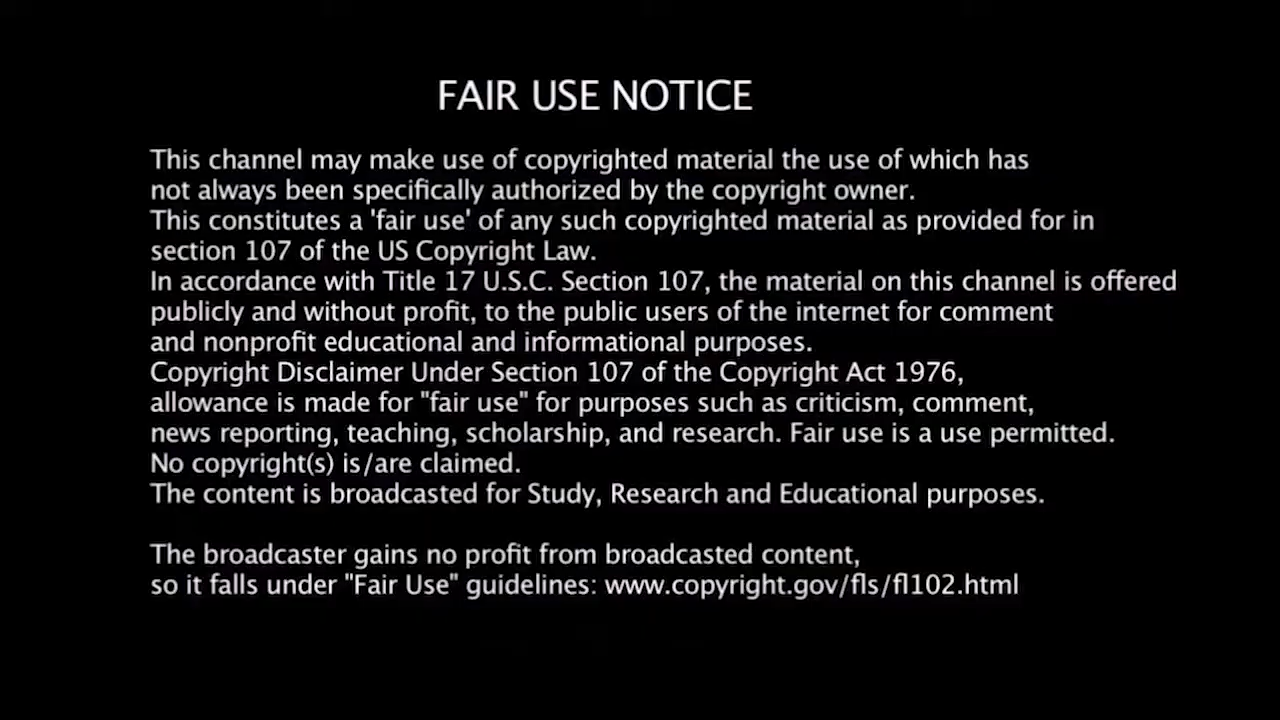 FAIR USE NOTICE
This channel may make use of copyrighted material the use of which has
not always been specifically authorized by the copyright owner.
This constitutes a 'fair use' of any such copyrighted material as provided for in
section 107 of the US Copyright Law.
In accordance with Title 17 U.S.C. Section 107, the material on this channel is offered
publicly and without profit, to the public users of the internet for comment
and nonprofit educational and informational purposes.
Copyright Disclaimer Under Section 107 of the Copyright Act 1976,
allowance is made for "fair use" for purposes such as criticism, comment,
news reporting, teaching, scholarship, and research. Fair use is a use permitted.
No copyright(s) is/are claimed.
The content is broadcasted for Study, Research and Educational purposes.
The broadcaster gains no profit from broadcasted content,
so it falls under "Fair Use" guidelines: www.copyright.gov/fls/fl102.html